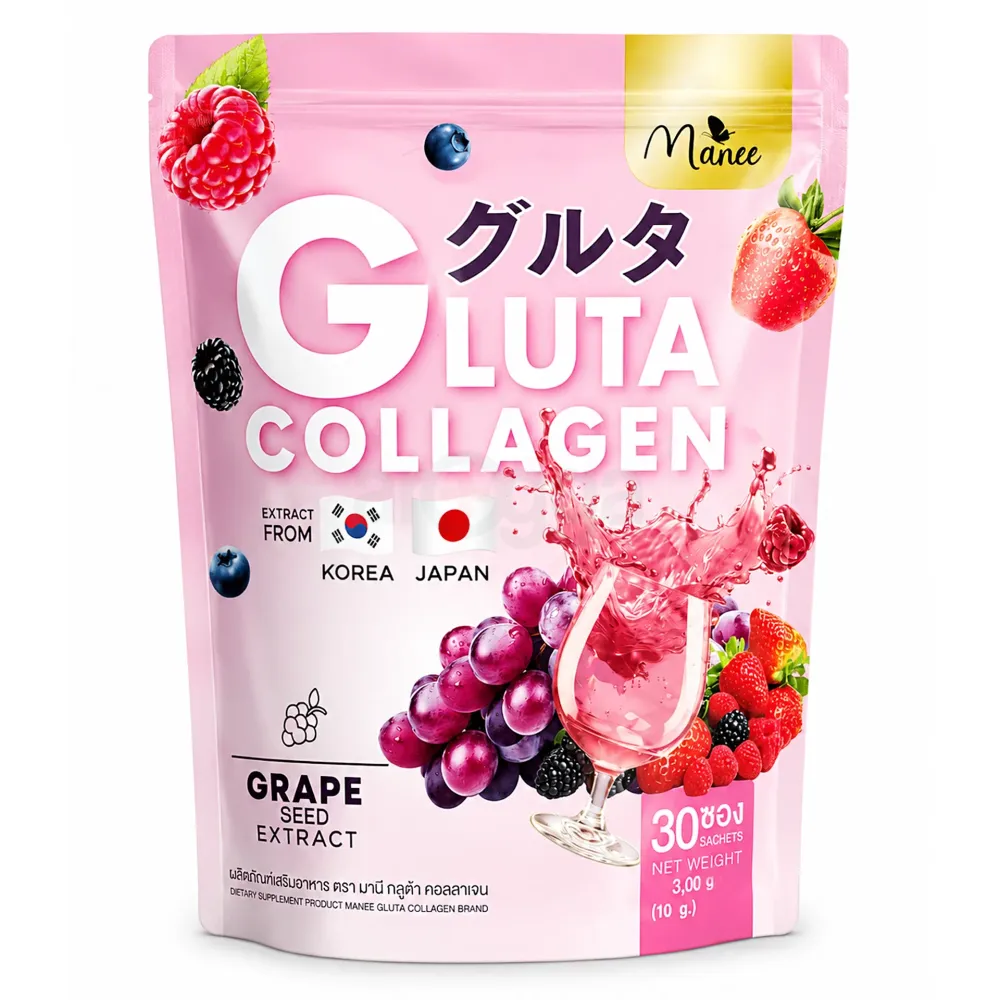 manee
グルタ
GLUTA
COLLAGEN
EXTRACT
FROM
KOREA JAPAN
GRAPE
SEED
EXTRACT
30 ซอง
SACHETS
NET WEIGHT
3,00 g
(10 g.)
ผลิตภัณฑ์เสริมอาหาร ตรา มานี กลูต้า คอลลาเจน
DIETARY SUPPLEMENT PRODUCT MANEE GLUTA COLLAGEN BRAND